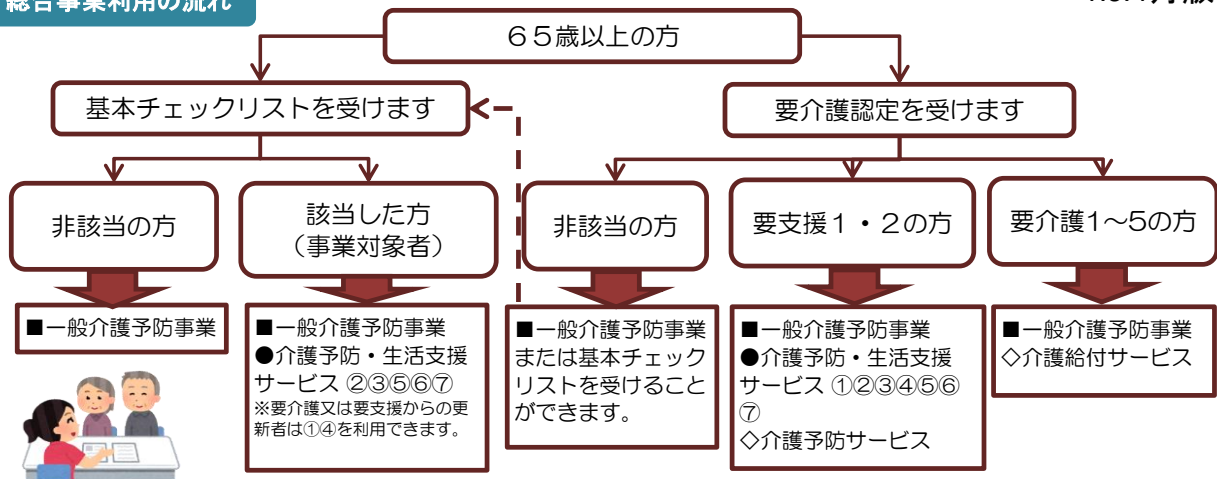 総合事業利用の流れ
６５歳以上の方
基本チェックリストを受けます
要介護認定を受けます
非該当の方
該当した方
（事業対象者）
非該当の方
要支援１・２の方
要介護1～5の方
■一般介護予防事業
■一般介護予防事業
●介護予防・生活支援
サービス ②③⑤⑥⑦
※要介護又は要支援からの更
新者は①④を利用できます。
■一般介護予防事業
または基本チェック
リストを受けること
ができます。
■一般介護予防事業
●介護予防・生活支援
サービス ①②③④⑤⑥
⑦
◇介護予防サービス
■一般介護予防事業
◇介護給付サービス